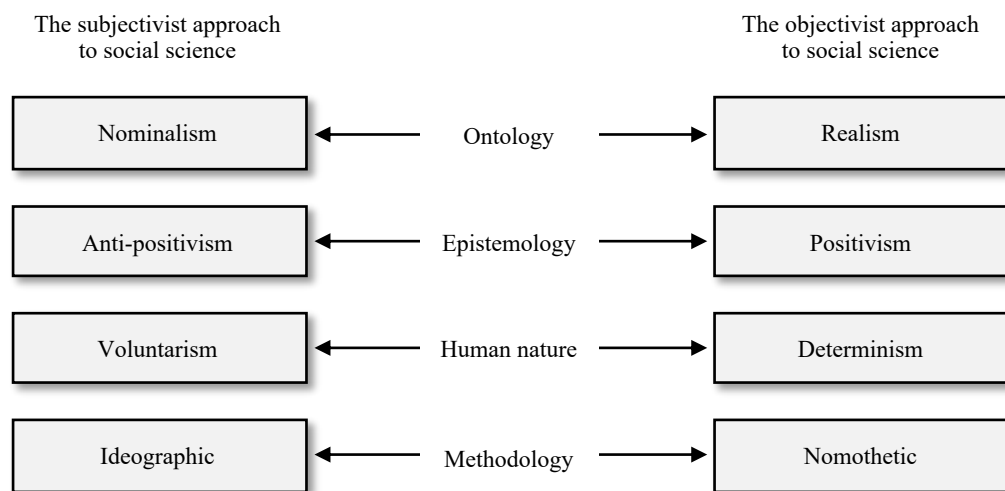 The subjectivist approach
to social science
The objectivist approach
to social science
Nominalism
Ontology
Realism
Anti-positivism
Epistemology
Positivism
Voluntarism
Human nature
Determinism
Ideographic
Methodology
Nomothetic